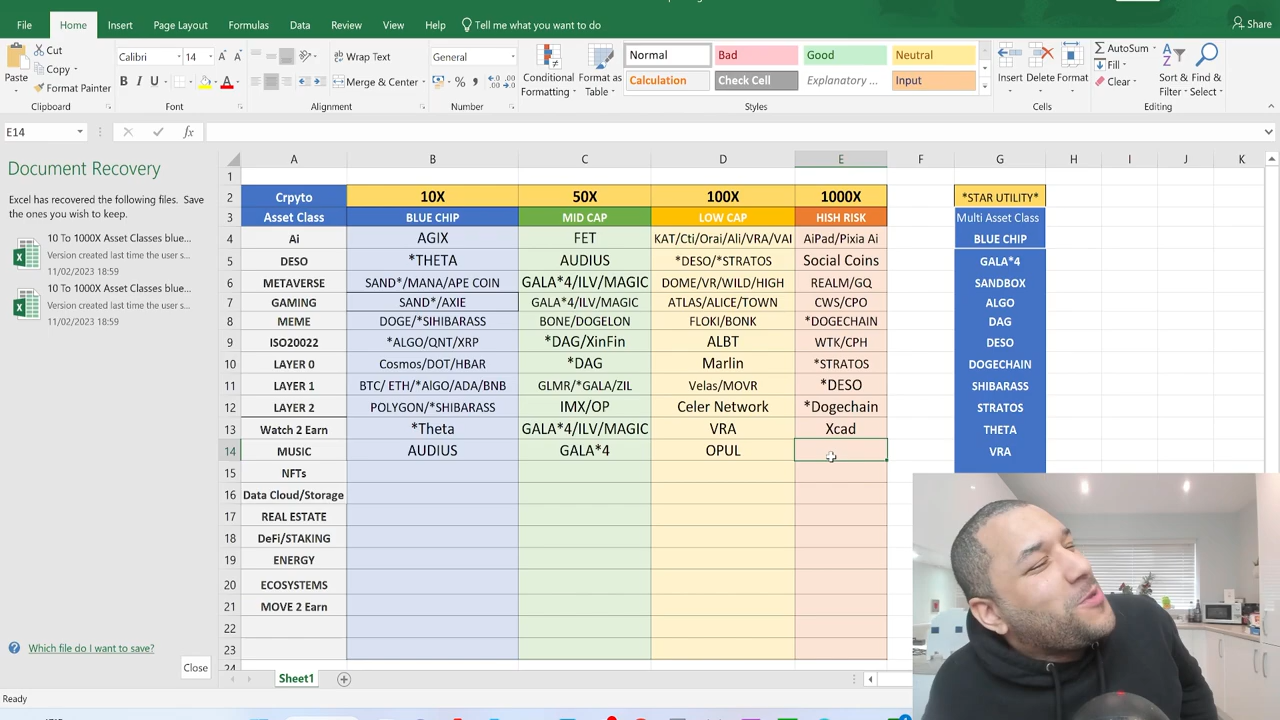 File Home Insert Page Layout Formulas Data Review View Help Tell me what you want to do Share
Cut
Copy
Format Painter
Paste
Clipboard
Calibri 14
B I U
Font
Wrap Text
Merge & Center
Alignment
General
Number
Conditional Formatting
Format as Table
Normal Bad Good Neutral
Calculation Check Cell Explanatory ... Input
Styles
Insert Delete Format
Cells
AutoSum
Fill
Clear
Sort & Filter
Find & Select
Editing
E14 fx
Document Recovery
Excel has recovered the following files. Save the ones you wish to keep.
10 To 1000X Asset Classes blue...
Version created last time the user s...
11/02/2023 18:59
10 To 1000X Asset Classes blue...
Version created last time the user s...
11/02/2023 18:59
Which file do I want to save?
Close
A B C D E F G H I J K
1
2 Crpyto 10X 50X 100X 1000X *STAR UTILITY*
3 Asset Class BLUE CHIP MID CAP LOW CAP HISH RISK Multi Asset Class
4 Ai AGIX FET KAT/Cti/Orai/Ali/VRA/VAI AiPad/Pixia Ai BLUE CHIP
5 DESO *THETA AUDIUS *DESO/*STRATOS Social Coins GALA*4
6 METAVERSE SAND*/MANA/APE COIN GALA*4/ILV/MAGIC DOME/VR/WILD/HIGH REALM/GQ SANDBOX
7 GAMING SAND*/AXIE GALA*4/ILV/MAGIC ATLAS/ALICE/TOWN CWS/CPO ALGO
8 MEME DOGE/*SIHIBARASS BONE/DOGELON FLOKI/BONK *DOGECHAIN DAG
9 ISO20022 *ALGO/QNT/XRP *DAG/XinFin ALBT WTK/CPH DESO
10 LAYER 0 Cosmos/DOT/HBAR *DAG Marlin *STRATOS DOGECHAIN
11 LAYER 1 BTC/ ETH/*AlGO/ADA/BNB GLMR/*GALA/ZIL Velas/MOVR *DESO SHIBARASS
12 LAYER 2 POLYGON/*SHIBARASS IMX/OP Celer Network *Dogechain STRATOS
13 Watch 2 Earn *Theta GALA*4/ILV/MAGIC VRA Xcad THETA
14 MUSIC AUDIUS GALA*4 OPUL VRA
15 NFTs
16 Data Cloud/Storage
17 REAL ESTATE
18 DeFi/STAKING
19 ENERGY
20 ECOSYSTEMS
21 MOVE 2 Earn
22
23
Sheet1
Ready